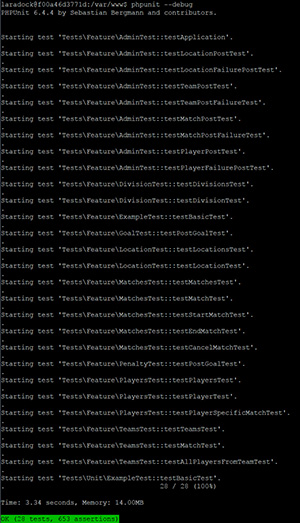 laradock@f00a46d3771d:/var/www$ phpunit --debug
PHPUnit 6.4.4 by Sebastian Bergmann and contributors.
Starting test 'Tests\Feature\AdminTest::testApplication'.
.
Starting test 'Tests\Feature\AdminTest::testLocationPostTest'.
.
Starting test 'Tests\Feature\AdminTest::testLocationFailurePostTest'.
.
Starting test 'Tests\Feature\AdminTest::testTeamPostTest'.
.
Starting test 'Tests\Feature\AdminTest::testTeamPostFailureTest'.
.
Starting test 'Tests\Feature\AdminTest::testMatchPostTest'.
.
Starting test 'Tests\Feature\AdminTest::testMatchPostFailureTest'.
.
Starting test 'Tests\Feature\AdminTest::testPlayerPostTest'.
.
Starting test 'Tests\Feature\AdminTest::testPlayerFailurePostTest'.
.
Starting test 'Tests\Feature\DivisionTest::testDivisionsTest'.
.
Starting test 'Tests\Feature\DivisionTest::testDivisionTest'.
.
Starting test 'Tests\Feature\ExampleTest::testBasicTest'.
.
Starting test 'Tests\Feature\GoalTest::testPostGoalTest'.
.
Starting test 'Tests\Feature\LocationTest::testLocationsTest'.
.
Starting test 'Tests\Feature\LocationTest::testLocationTest'.
.
Starting test 'Tests\Feature\MatchesTest::testMatchesTest'.
.
Starting test 'Tests\Feature\MatchesTest::testMatchTest'.
.
Starting test 'Tests\Feature\MatchesTest::testStartMatchTest'.
.
Starting test 'Tests\Feature\MatchesTest::testEndMatchTest'.
.
Starting test 'Tests\Feature\MatchesTest::testCancelMatchTest'.
.
Starting test 'Tests\Feature\PenaltyTest::testPostGoalTest'.
.
Starting test 'Tests\Feature\PlayersTest::testPlayersTest'.
.
Starting test 'Tests\Feature\PlayersTest::testPlayerTest'.
.
Starting test 'Tests\Feature\PlayersTest::testPlayerSpecificMatchTest'.
.
Starting test 'Tests\Feature\TeamsTest::testTeamsTest'.
.
Starting test 'Tests\Feature\TeamsTest::testMatchTest'.
.
Starting test 'Tests\Feature\TeamsTest::testAllPlayersFromTeamTest'.
.
Starting test 'Tests\Unit\ExampleTest::testBasicTest'.
. 28 / 28 (100%)
Time: 3.34 seconds, Memory: 14.00MB
OK (28 tests, 653 assertions)